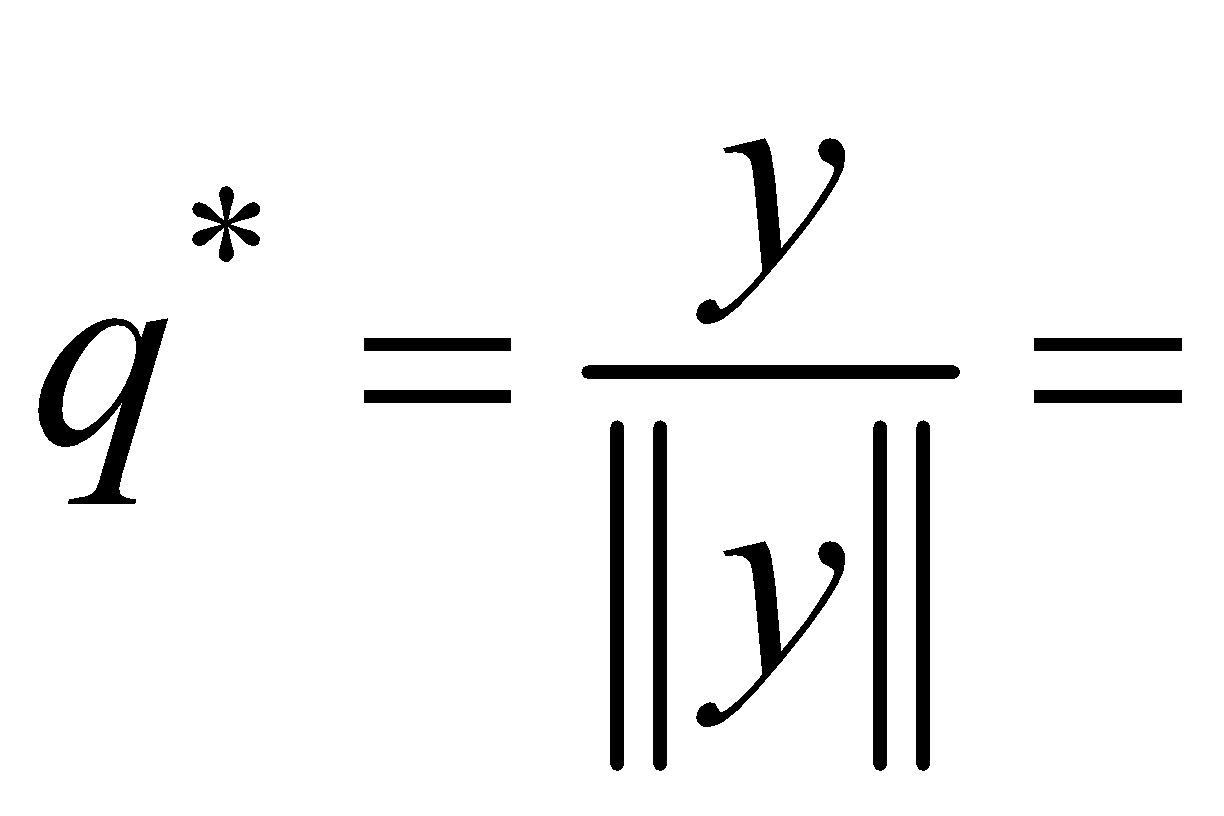 q* = y / ‖y‖ =